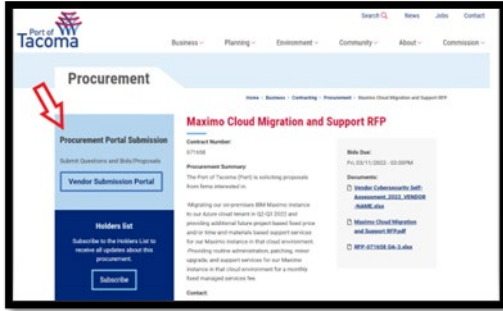 Search News Jobs Contact
Port of
Tacoma
Business Planning Environment Community About Commission
Procurement
Home Business Contracting Procurement Maximo Cloud Migration and Support RFP
Procurement Portal Submission
Submit Questions and Bids/Proposals
Vendor Submission Portal
Holders list
Subscribe to the Holders List to
receive all updates about this
procurement.
Subscribe
Maximo Cloud Migration and Support RFP
Contract Number:
071658
Procurement Summary:
The Port of Tacoma (Port) is soliciting proposals
from firms interested in:
-Migrating our on-premises IBM Maximo instance
to our Azure cloud tenant in Q2-Q3 2022 and
providing additional future project-based fixed price
and/or time and-materials based support services
for our Maximo instance in that cloud environment.
-Providing routine administration, patching, minor
upgrade, and support services for our Maximo
instance in that cloud environment for a monthly
fixed managed services fee.
Contact:
Bids Due:
Fri, 03/11/2022 - 02:00PM
Documents:
Vendor Cybersecurity Self-
Assessment_2022_VENDOR
-NAME.xlsx
Maximo Cloud Migration
and Support RFP.pdf